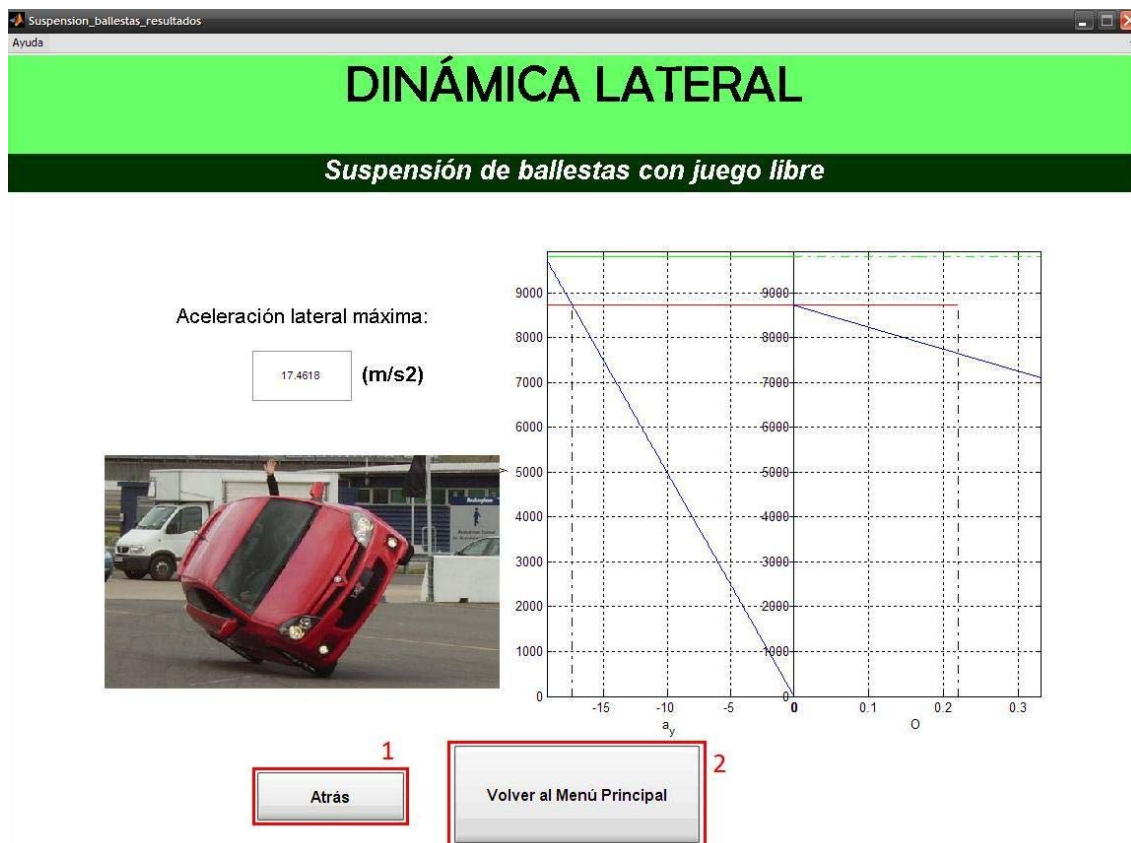 Suspension_ballestas_resultados
Ayuda
DINÁMICA LATERAL
Suspensión de ballestas con juego libre
Aceleración lateral máxima:
17.4618 (m/s2)
9000
8000
7000
6000
5000
4000
3000
2000
1000
0
-15 -10 -5 0
a_y
9000
8000
7000
6000
5000
4000
3000
2000
1000
0
0 0.1 0.2 0.3
O
1
Atrás
2
Volver al Menú Principal